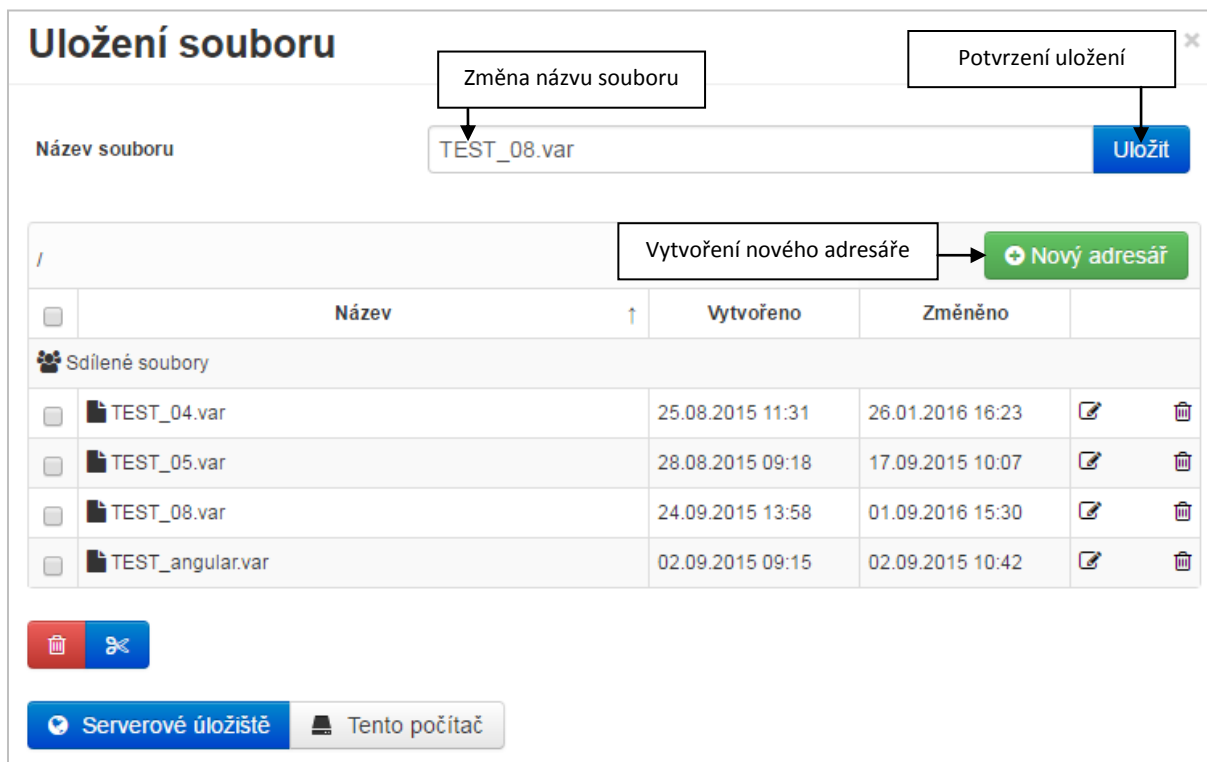 Uložení souboru
Potvrzení uložení
×
Změna názvu souboru
Název souboru
TEST_08.var
Uložit
Vytvoření nového adresáře
Nový adresář
/
Název ↑ Vytvořeno Změněno
Sdílené soubory
TEST_04.var 25.08.2015 11:31 26.01.2016 16:23
TEST_05.var 28.08.2015 09:18 17.09.2015 10:07
TEST_08.var 24.09.2015 13:58 01.09.2016 15:30
TEST_angular.var 02.09.2015 09:15 02.09.2015 10:42
Serverové úložiště
Tento počítač